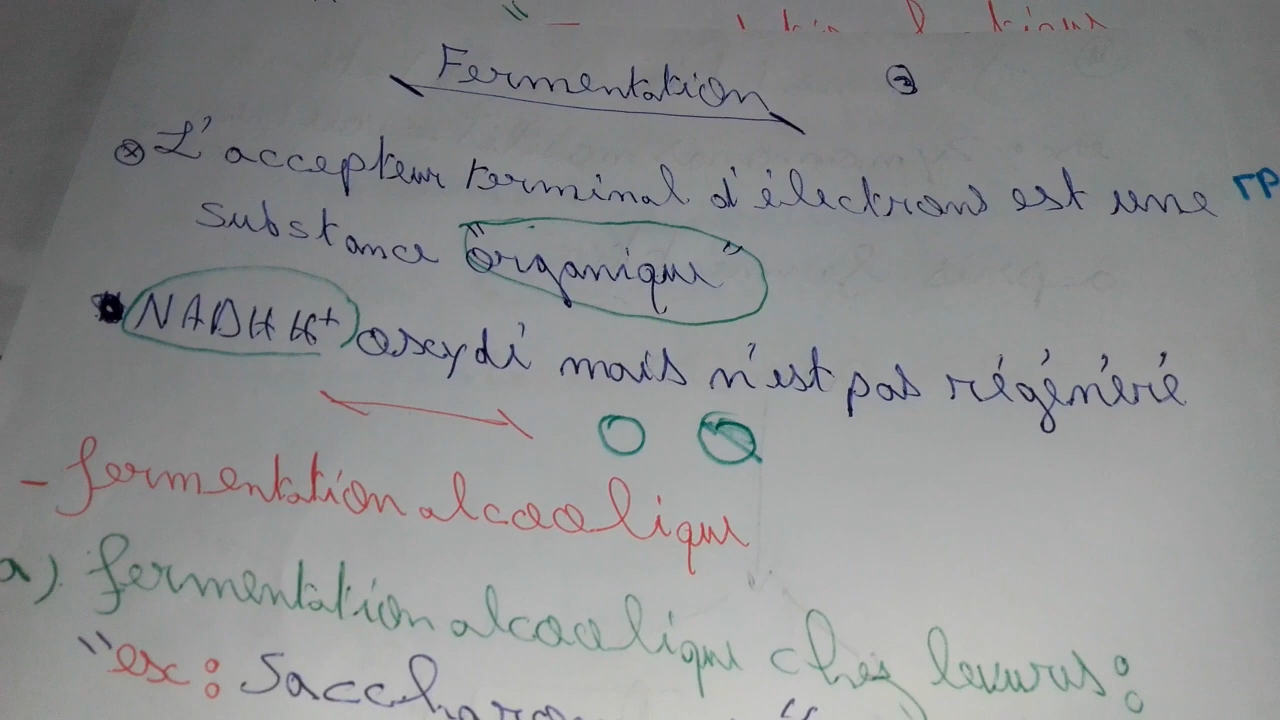 Fermentation
L'accepteur terminal d'électrons est une
substance "organique"
NADH H+ oxydé mais n'est pas régénéré
- fermentation alcoolique
a) fermentation alcoolique chez levures :
"ex: Saccharo